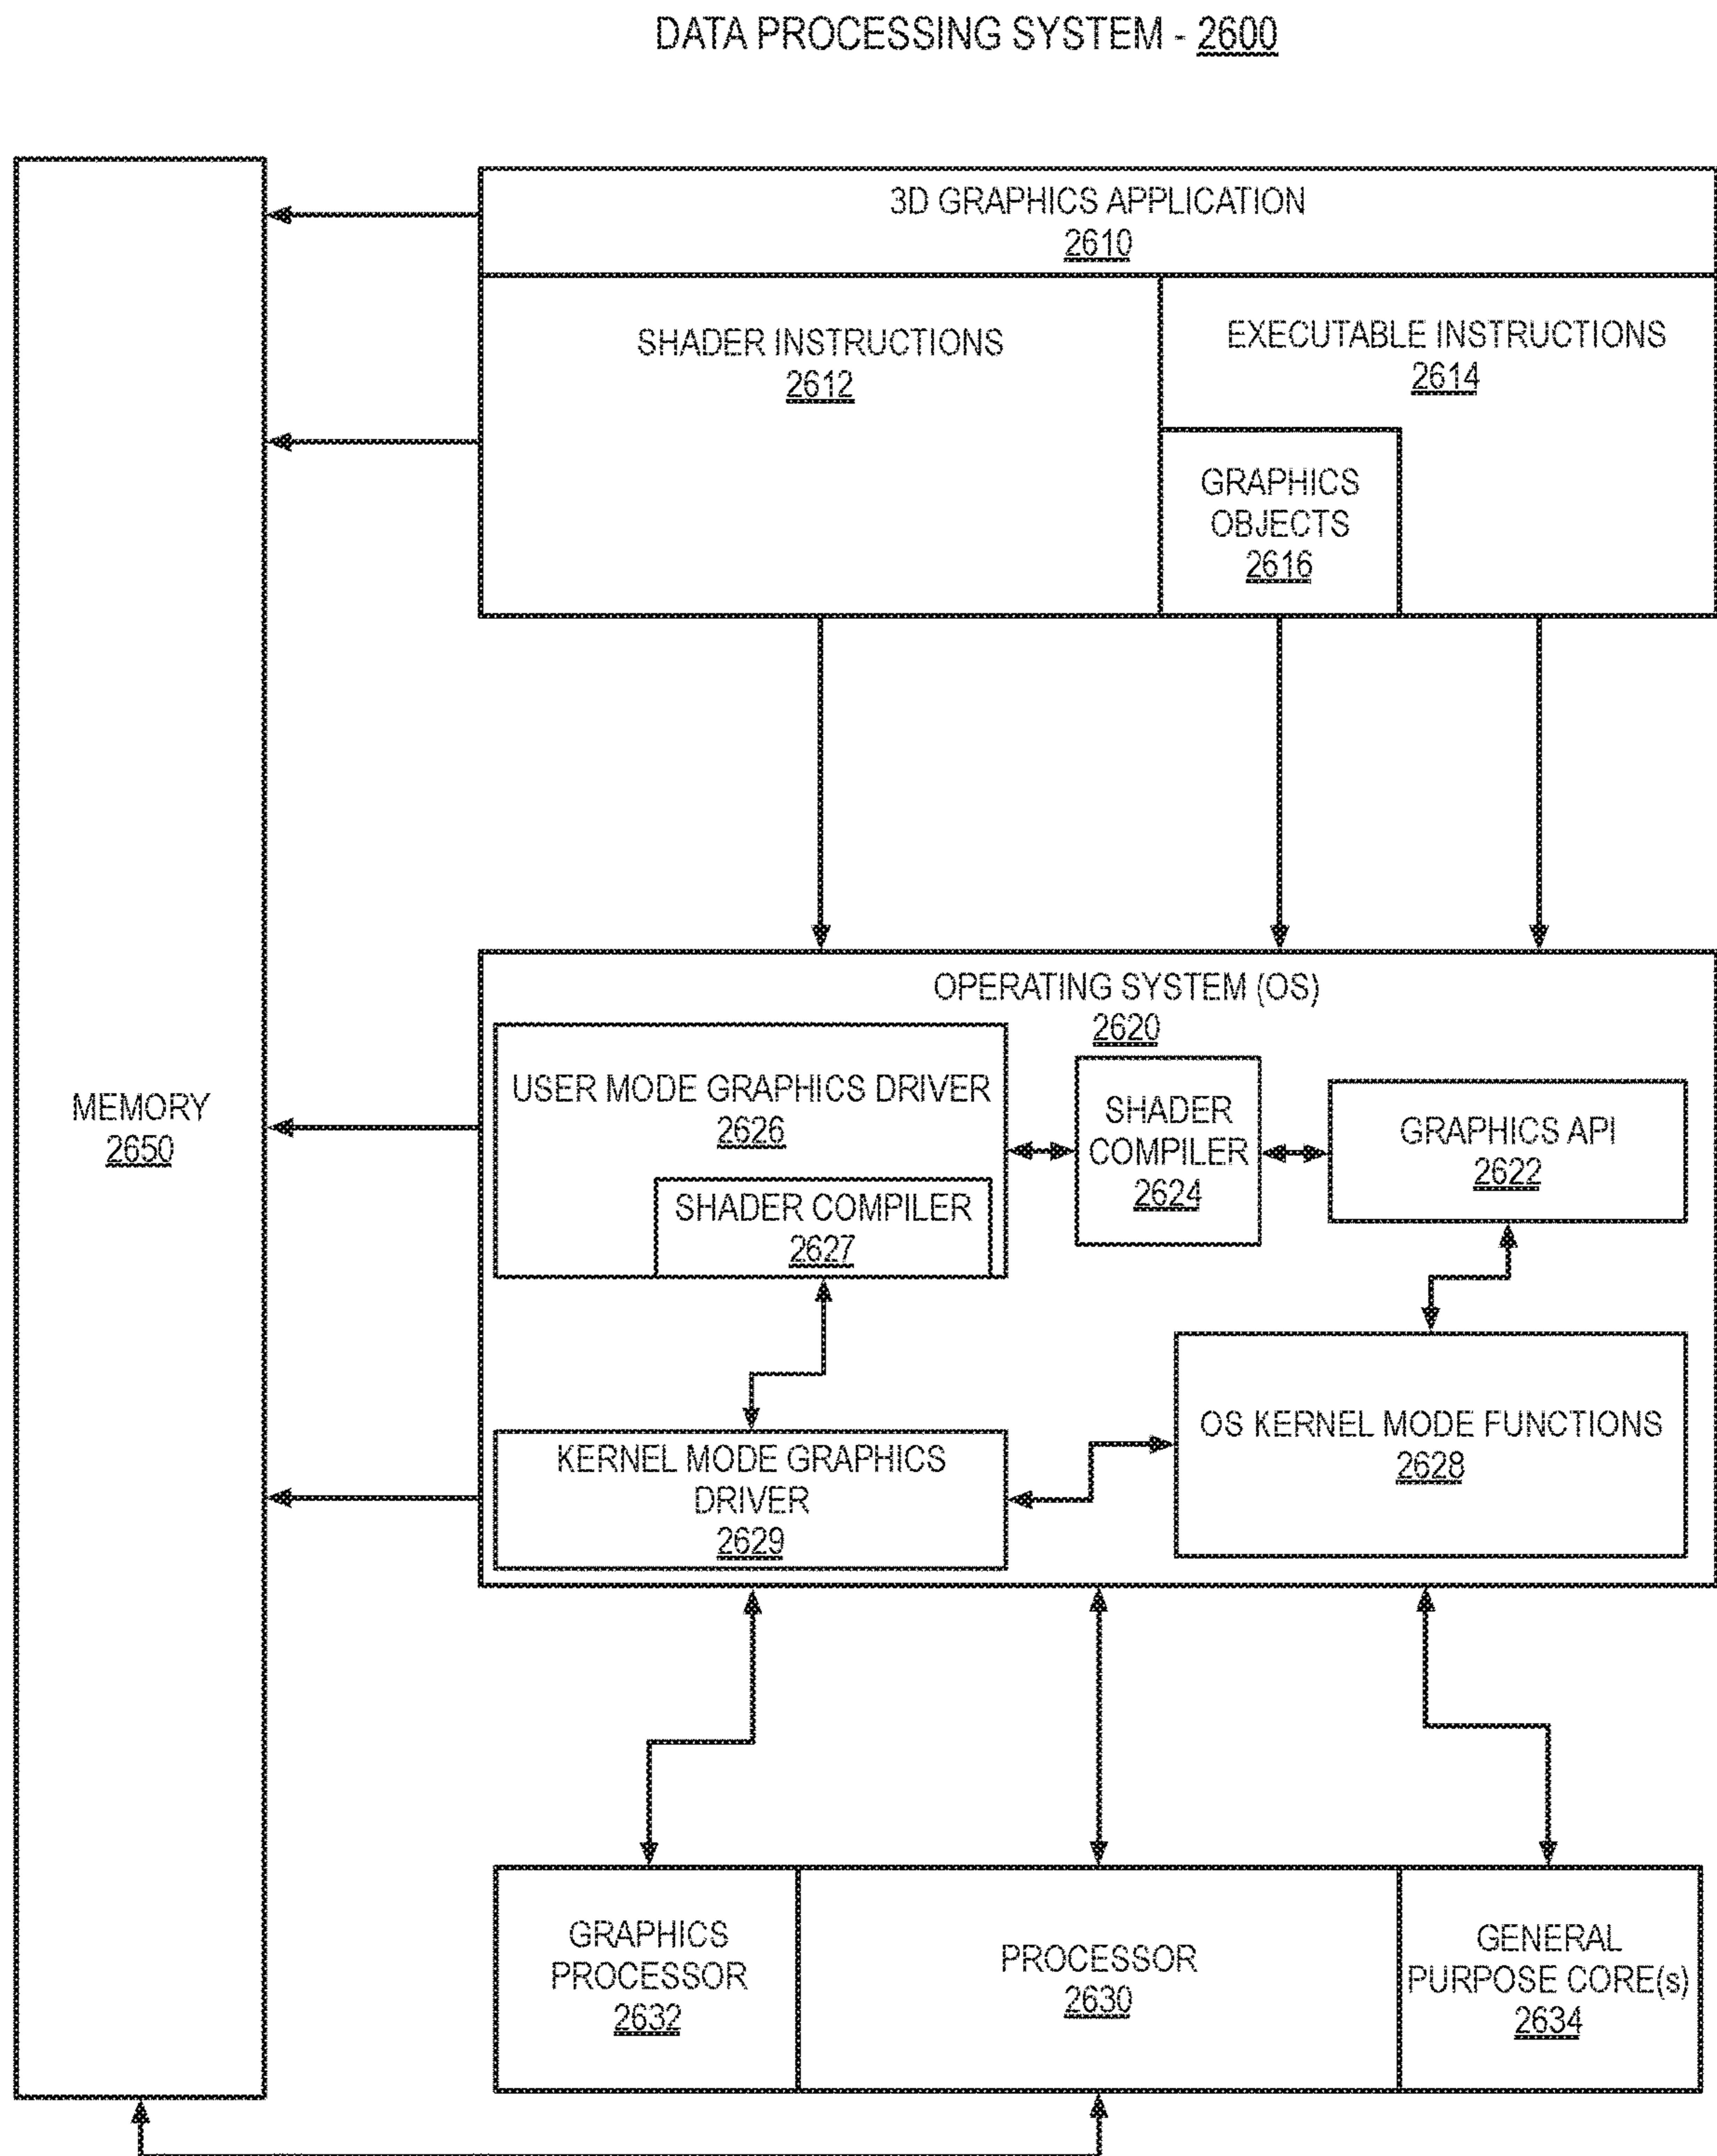 DATA PROCESSING SYSTEM - 2600
3D GRAPHICS APPLICATION
2610
SHADER INSTRUCTIONS
2612
EXECUTABLE INSTRUCTIONS
2614
GRAPHICS
OBJECTS
2616
MEMORY
2650
OPERATING SYSTEM (OS)
2620
USER MODE GRAPHICS DRIVER
2626
SHADER COMPILER
2627
SHADER
COMPILER
2624
GRAPHICS API
2622
KERNEL MODE GRAPHICS
DRIVER
2629
OS KERNEL MODE FUNCTIONS
2628
GRAPHICS
PROCESSOR
2632
PROCESSOR
2630
GENERAL
PURPOSE CORE(s)
2634